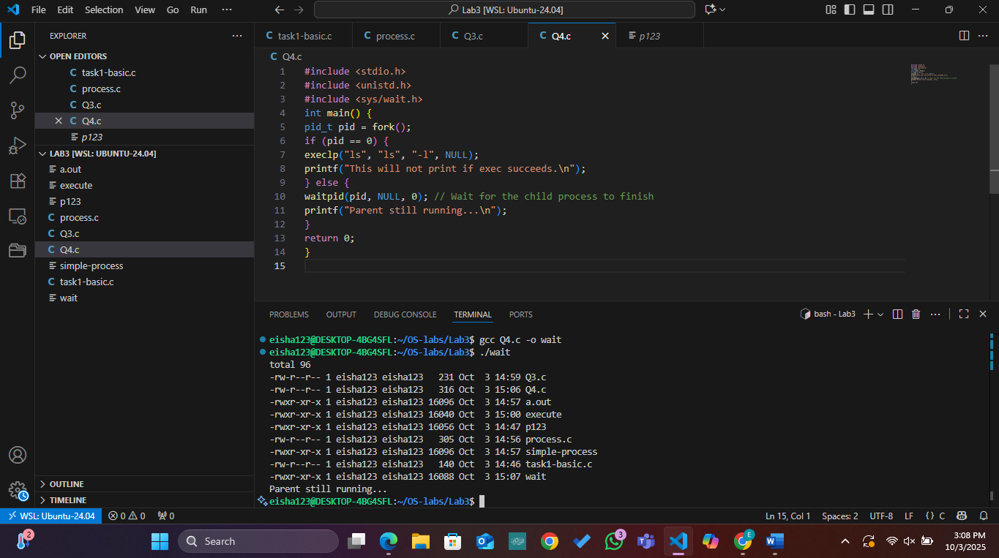 File Edit Selection View Go Run ··· Lab3 [WSL: Ubuntu-24.04]
EXPLORER
OPEN EDITORS
task1-basic.c
process.c
Q3.c
Q4.c
p123
LAB3 [WSL: UBUNTU-24.04]
a.out
execute
p123
process.c
Q3.c
Q4.c
simple-process
task1-basic.c
wait
OUTLINE
TIMELINE
C task1-basic.c C process.c C Q3.c C Q4.c p123
C Q4.c
1 #include <stdio.h>
2 #include <unistd.h>
3 #include <sys/wait.h>
4 int main() {
5 pid_t pid = fork();
6 if (pid == 0) {
7 execlp("ls", "ls", "-l", NULL);
8 printf("This will not print if exec succeeds.\n");
9 } else {
10 waitpid(pid, NULL, 0); // Wait for the child process to finish
11 printf("Parent still running...\n");
12 }
13 return 0;
14 }
15
PROBLEMS OUTPUT DEBUG CONSOLE TERMINAL PORTS bash - Lab3
eisha123@DESKTOP-4BG4SFL:~/OS-labs/Lab3$ gcc Q4.c -o wait
eisha123@DESKTOP-4BG4SFL:~/OS-labs/Lab3$ ./wait
total 96
-rw-r--r-- 1 eisha123 eisha123   231 Oct  3 14:59 Q3.c
-rw-r--r-- 1 eisha123 eisha123   316 Oct  3 15:06 Q4.c
-rwxr-xr-x 1 eisha123 eisha123 16096 Oct  3 14:57 a.out
-rwxr-xr-x 1 eisha123 eisha123 16040 Oct  3 15:00 execute
-rwxr-xr-x 1 eisha123 eisha123 16056 Oct  3 14:47 p123
-rw-r--r-- 1 eisha123 eisha123   305 Oct  3 14:56 process.c
-rwxr-xr-x 1 eisha123 eisha123 16096 Oct  3 14:57 simple-process
-rw-r--r-- 1 eisha123 eisha123   140 Oct  3 14:46 task1-basic.c
-rwxr-xr-x 1 eisha123 eisha123 16088 Oct  3 15:07 wait
Parent still running...
eisha123@DESKTOP-4BG4SFL:~/OS-labs/Lab3$
WSL: Ubuntu-24.04 0 0 0 Ln 15, Col 1 Spaces: 2 UTF-8 LF {} C
2 Search 3 E 3:08 PM
10/3/2025